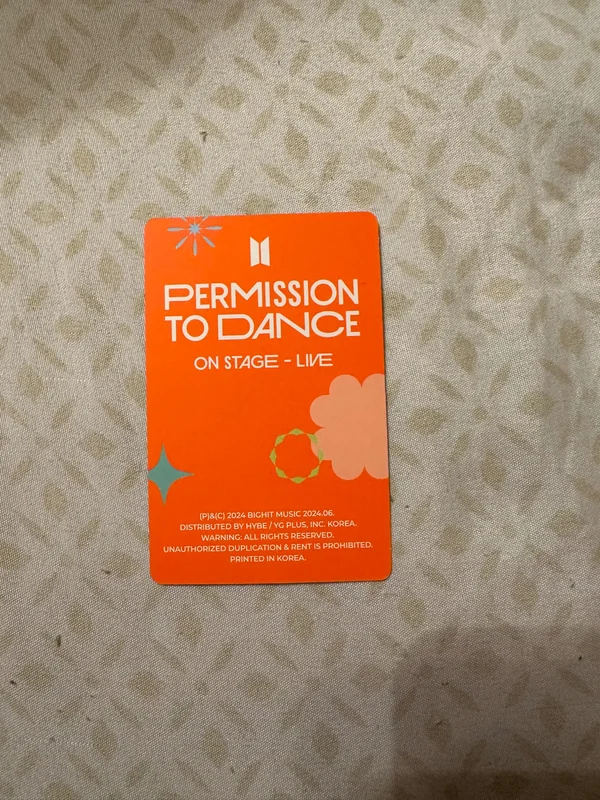 PERMISSION
TO DANCE
ON STAGE - LIVE
(P)&(C) 2024 BIGHIT MUSIC 2024.06.
DISTRIBUTED BY HYBE / YG PLUS, INC. KOREA.
WARNING: ALL RIGHTS RESERVED.
UNAUTHORIZED DUPLICATION & RENT IS PROHIBITED.
PRINTED IN KOREA.